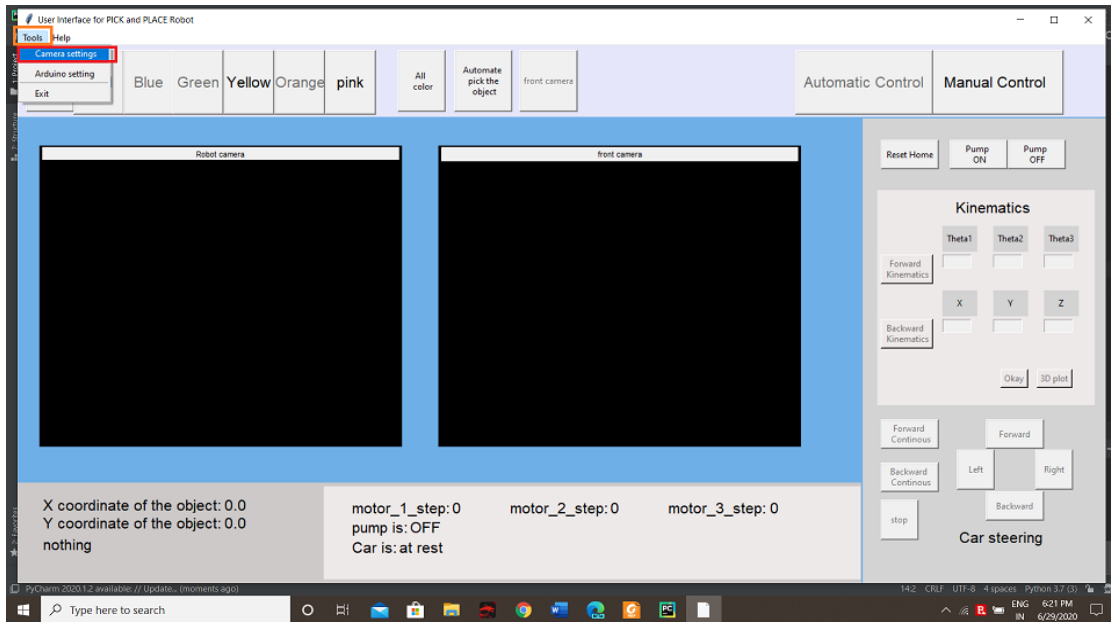 User Interface for PICK and PLACE Robot
Tools Help
Camera settings
Arduino setting
Exit
Blue Green Yellow Orange pink
All
color
Automate
pick the
object
front camera
Automatic Control Manual Control
Robot camera
front camera
Reset Home
Pump
ON
Pump
OFF
Kinematics
Theta1 Theta2 Theta3
Forward
Kinematics
X Y Z
Backward
Kinematics
Okay 3D plot
Forward
Continous
Forward
Backward
Continous
Left Right
stop
Backward
Car steering
X coordinate of the object: 0.0
Y coordinate of the object: 0.0
nothing
motor_1_step: 0 motor_2_step: 0 motor_3_step: 0
pump is: OFF
Car is: at rest
PyCharm 2020.1.2 available: // Update... (moments ago)
14:2 CRLF UTF-8 4 spaces Python 3.7 (3)
Type here to search
ENG 6:21 PM
IN 6/29/2020